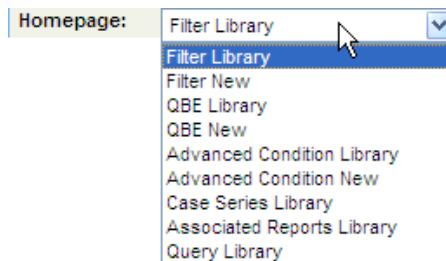 Homepage: Filter Library
Filter Library
Filter New
QBE Library
QBE New
Advanced Condition Library
Advanced Condition New
Case Series Library
Associated Reports Library
Query Library